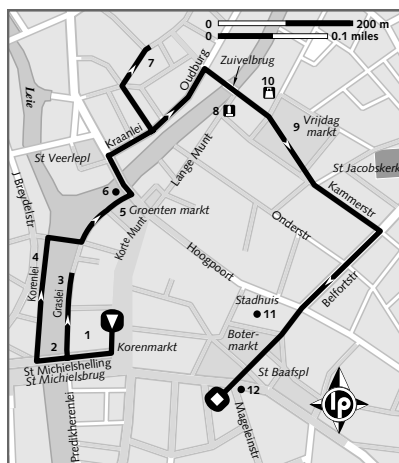 0 200 m
0 0.1 miles
Zuivelbrug
Oudburg
7
10
Leie
8
9 Vrijdag
markt
Kraanlei
St Veerlepl
Lange Munt
St Jacobskerk
J Breydelstr
6
5 Groenten markt
Kammerstr
Onderstr
Korte Munt
Hoogpoort
4
Korenlei
3
Graslei
Belfortstr
Stadhuis
11
1
Korenmarkt
Boter-
markt
2
St Michielshelling
St Michielsbrug
St Baafspl
12
Predikherenlei
Mageleinstr
lp